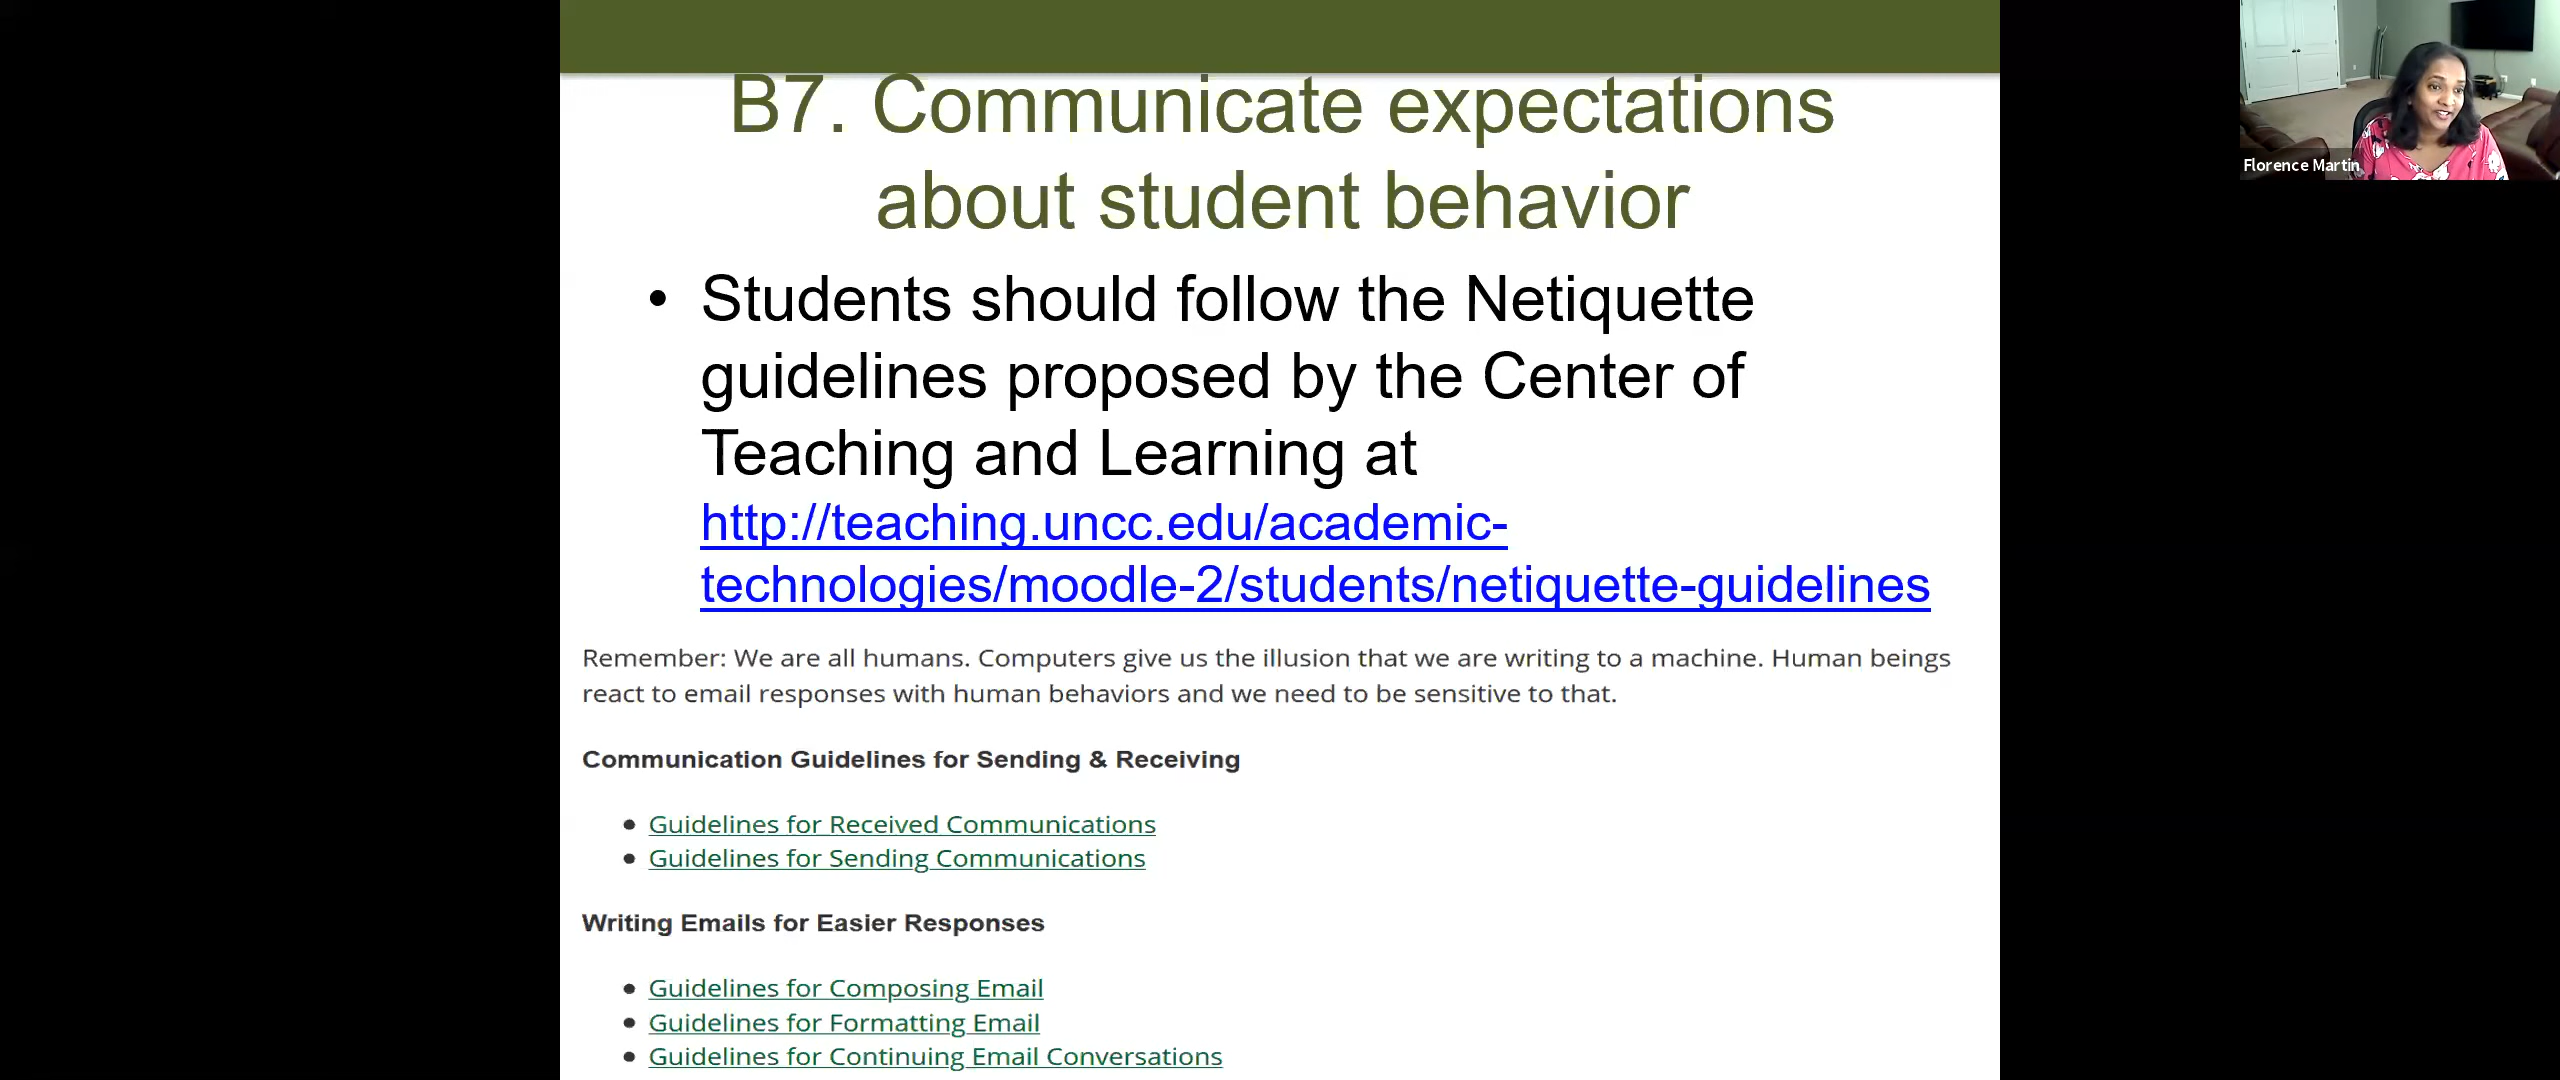 B7. Communicate expectations
about student behavior
• Students should follow the Netiquette
guidelines proposed by the Center of
Teaching and Learning at
http://teaching.uncc.edu/academic-
technologies/moodle-2/students/netiquette-guidelines
Remember: We are all humans. Computers give us the illusion that we are writing to a machine. Human beings
react to email responses with human behaviors and we need to be sensitive to that.
Communication Guidelines for Sending & Receiving
• Guidelines for Received Communications
• Guidelines for Sending Communications
Writing Emails for Easier Responses
• Guidelines for Composing Email
• Guidelines for Formatting Email
• Guidelines for Continuing Email Conversations
Florence Martin